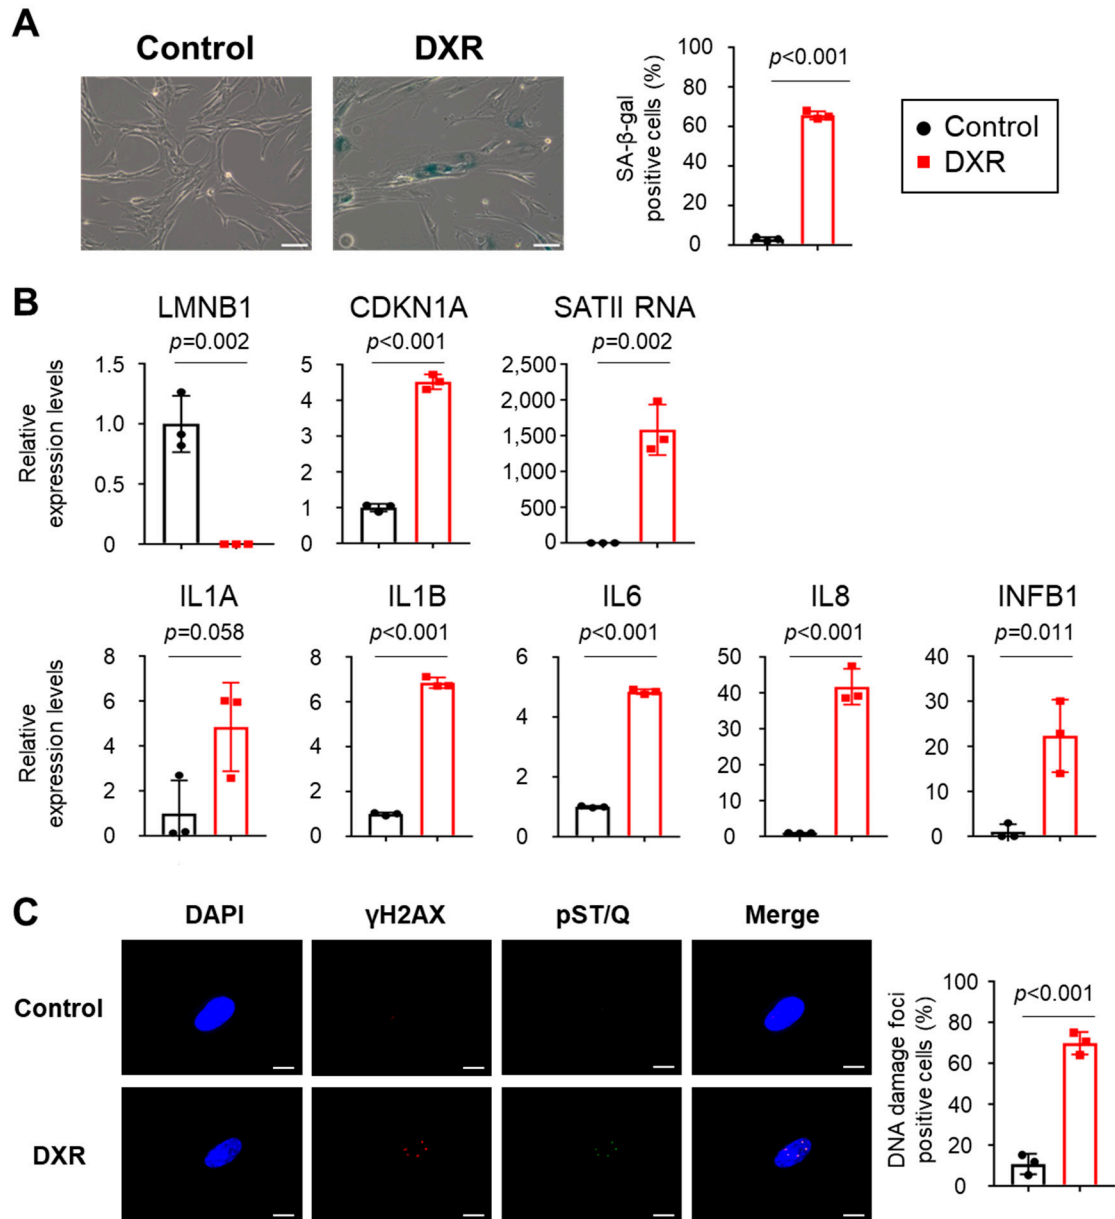 A
Control
DXR
SA-β-gal
positive cells (%)
100
80
60
40
20
0
p<0.001
Control
DXR
B
LMNB1
CDKN1A
SATII RNA
p=0.002
p<0.001
p=0.002
Relative
expression levels
1.5
1.0
0.5
0
5
4
3
2
1
0
2,500
2,000
1,500
1,000
500
0
IL1A
IL1B
IL6
IL8
INFB1
p=0.058
p<0.001
p<0.001
p<0.001
p=0.011
Relative
expression levels
8
6
4
2
0
8
6
4
2
0
6
4
2
0
50
40
30
20
10
0
40
30
20
10
0
C
DAPI
γH2AX
pST/Q
Merge
Control
DXR
DNA damage foci
positive cells (%)
100
80
60
40
20
0
p<0.001